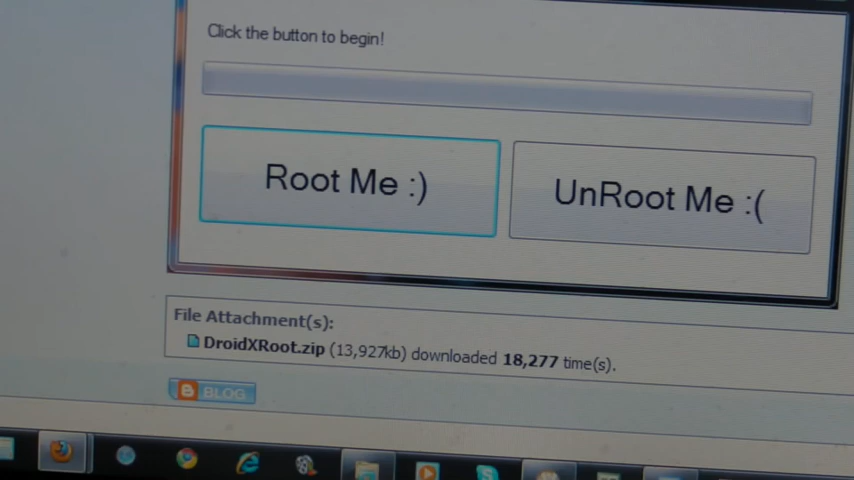 Click the button to begin!
Root Me :)
UnRoot Me :(
File Attachment(s):
DroidXRoot.zip (13,927kb) downloaded 18,277 time(s).
BLOG